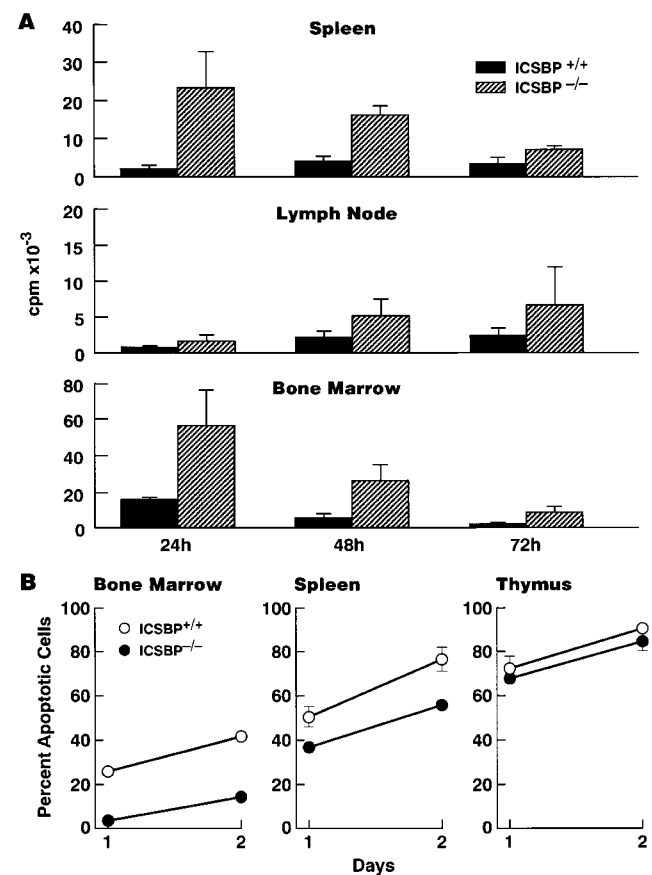 A
Spleen
40
30
20
10
0
ICSBP +/+
ICSBP −/−
Lymph Node
20
15
10
5
0
cpm x10-3
Bone Marrow
80
60
40
20
0
24h 48h 72h
B
Bone Marrow Spleen Thymus
100 100 100
80 80 80
60 60 60
40 40 40
20 20 20
0 0 0
ICSBP+/+
ICSBP−/−
Percent Apoptotic Cells
1 2 1 2 1 2
Days